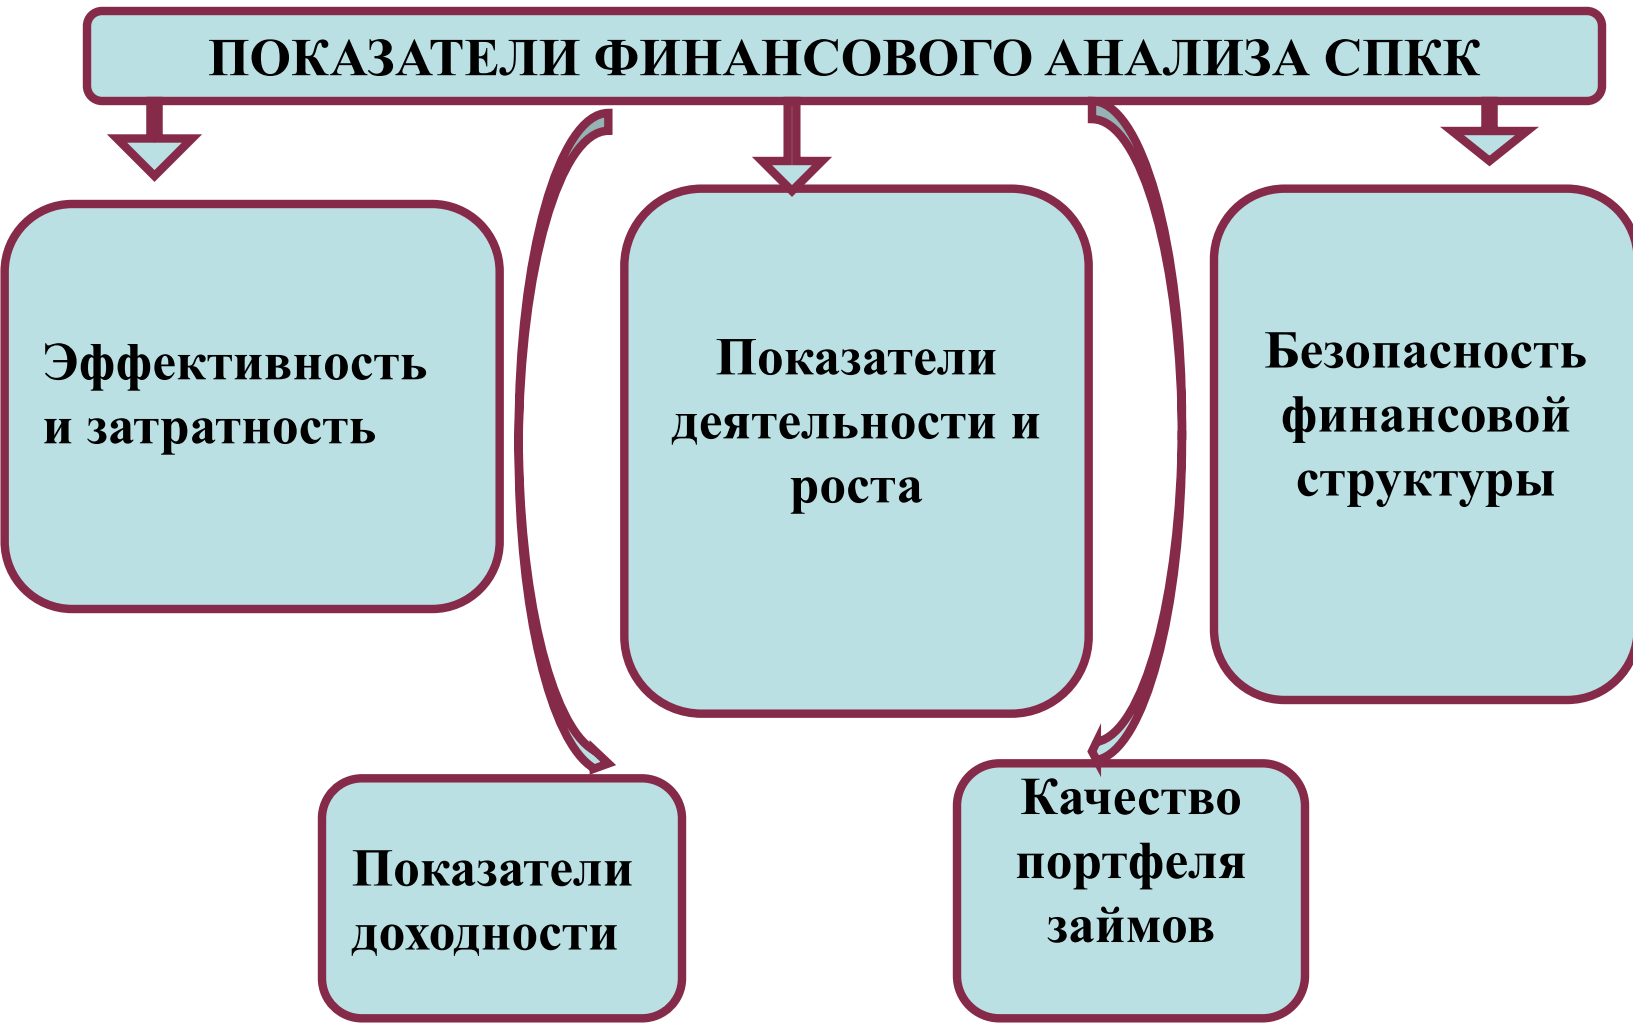 ПОКАЗАТЕЛИ ФИНАНСОВОГО АНАЛИЗА СПКК
Эффективность
и затратность
Показатели
деятельности и
роста
Безопасность
финансовой
структуры
Показатели
доходности
Качество
портфеля
займов